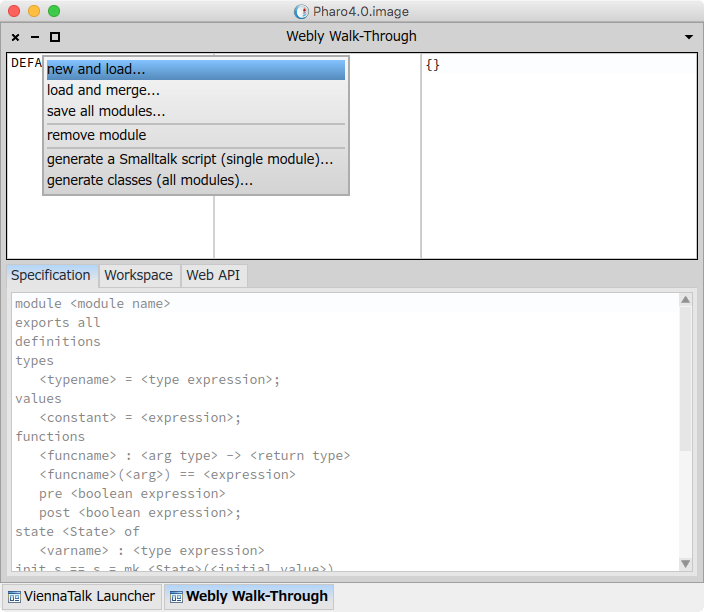 Pharo4.0.image
Webly Walk-Through
DEFA
{}
new and load...
load and merge...
save all modules...
remove module
generate a Smalltalk script (single module)...
generate classes (all modules)...
Specification Workspace Web API
module <module name>
exports all
definitions
types
<typename> = <type expression>;
values
<constant> = <expression>;
functions
<funcname> : <arg type> -> <return type>
<funcname>(<arg>) == <expression>
pre <boolean expression>
post <boolean expression>;
state <State> of
<varname> : <type expression>
init s == s = mk_<State>(<initial value>)
ViennaTalk Launcher Webly Walk-Through